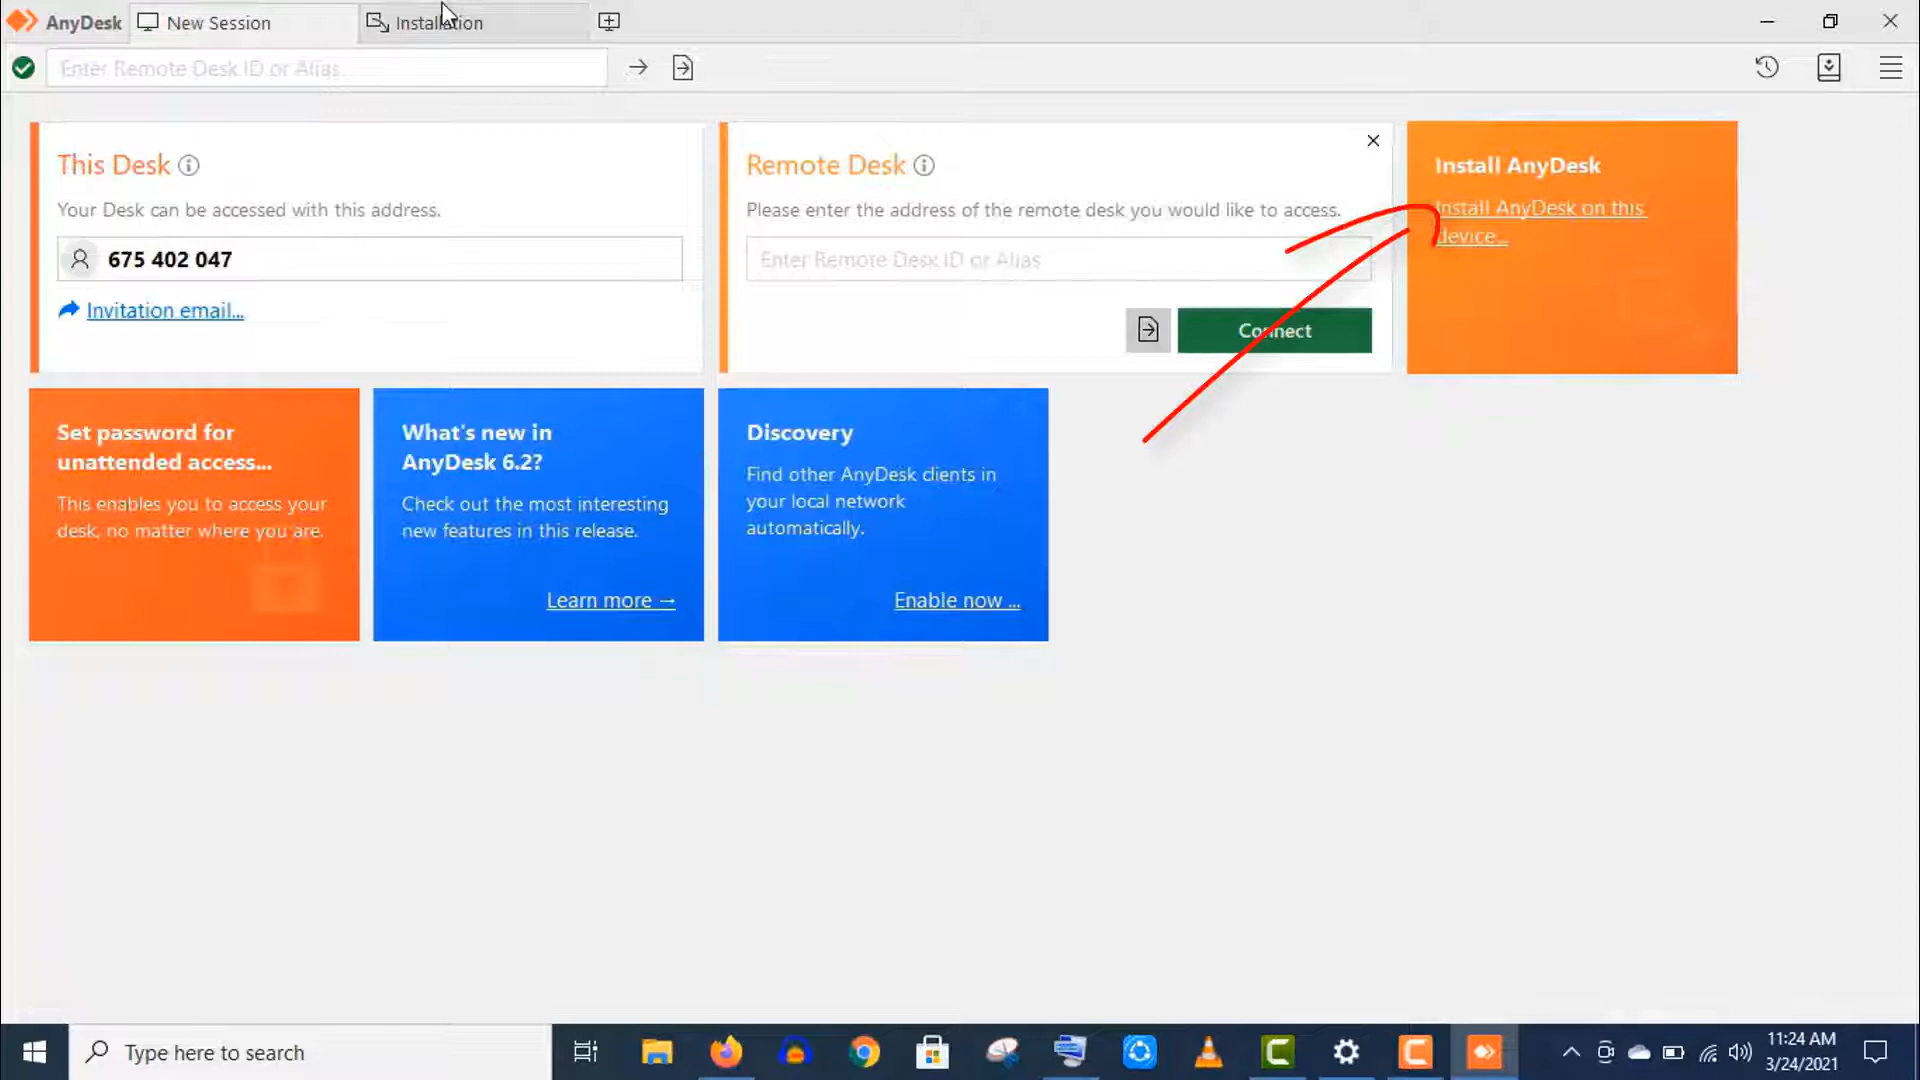 AnyDesk
New Session
Installation
Enter Remote Desk ID or Alias...
This Desk
Your Desk can be accessed with this address.
675 402 047
Invitation email...
Remote Desk
Please enter the address of the remote desk you would like to access.
Enter Remote Desk ID or Alias
Connect
Install AnyDesk
Install AnyDesk on this
device...
Set password for
unattended access...
This enables you to access your
desk, no matter where you are.
What's new in
AnyDesk 6.2?
Check out the most interesting
new features in this release.
Learn more →
Discovery
Find other AnyDesk clients in
your local network
automatically.
Enable now ...
Type here to search
11:24 AM
3/24/2021